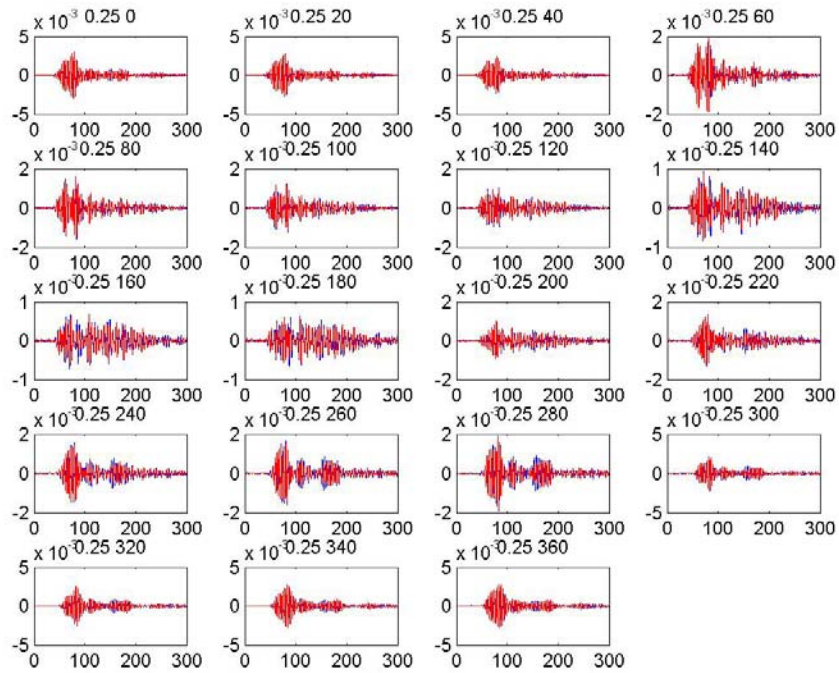 x 10-3 0.25 0 x 10-3 0.25 20 x 10-3 0.25 40 x 10-3 0.25 60
5 5 5 2
0 0 0 0
-5 -5 -5 -2
0 100 200 300 0 100 200 300 0 100 200 300 0 100 200 300
x 10-3 0.25 80 x 10-3 0.25 100 x 10-3 0.25 120 x 10-3 0.25 140
2 2 2 1
0 0 0 0
-2 -2 -2 -1
0 100 200 300 0 100 200 300 0 100 200 300 0 100 200 300
x 10-3 0.25 160 x 10-3 0.25 180 x 10-3 0.25 200 x 10-3 0.25 220
1 1 2 2
0 0 0 0
-1 -1 -2 -2
0 100 200 300 0 100 200 300 0 100 200 300 0 100 200 300
x 10-3 0.25 240 x 10-3 0.25 260 x 10-3 0.25 280 x 10-3 0.25 300
2 2 2 5
0 0 0 0
-2 -2 -2 -5
0 100 200 300 0 100 200 300 0 100 200 300 0 100 200 300
x 10-3 0.25 320 x 10-3 0.25 340 x 10-3 0.25 360
5 5 5
0 0 0
-5 -5 -5
0 100 200 300 0 100 200 300 0 100 200 300